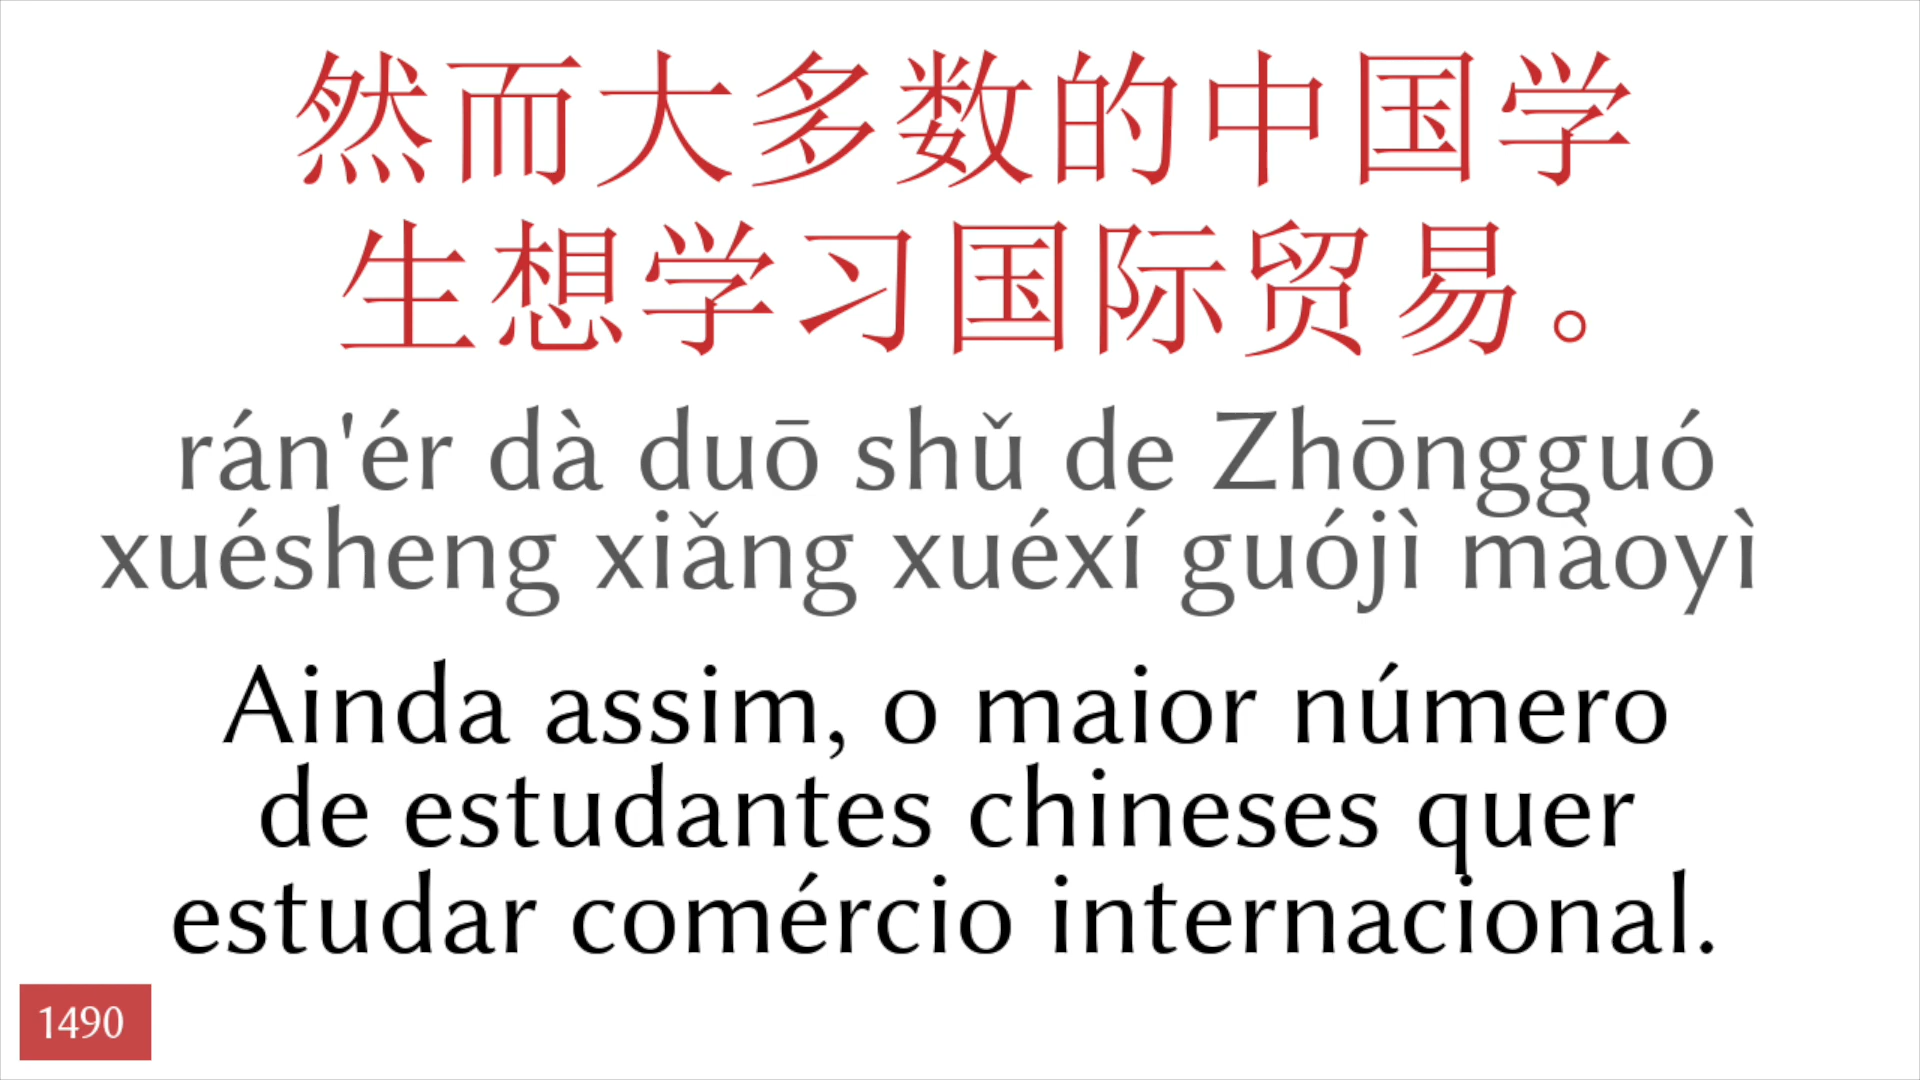 然而大多数的中国学
生想学习国际贸易。
rán'ér dà duō shǔ de Zhōngguó
xuésheng xiǎng xuéxí guójì màoyì
Ainda assim, o maior número
de estudantes chineses quer
estudar comércio internacional.
1490